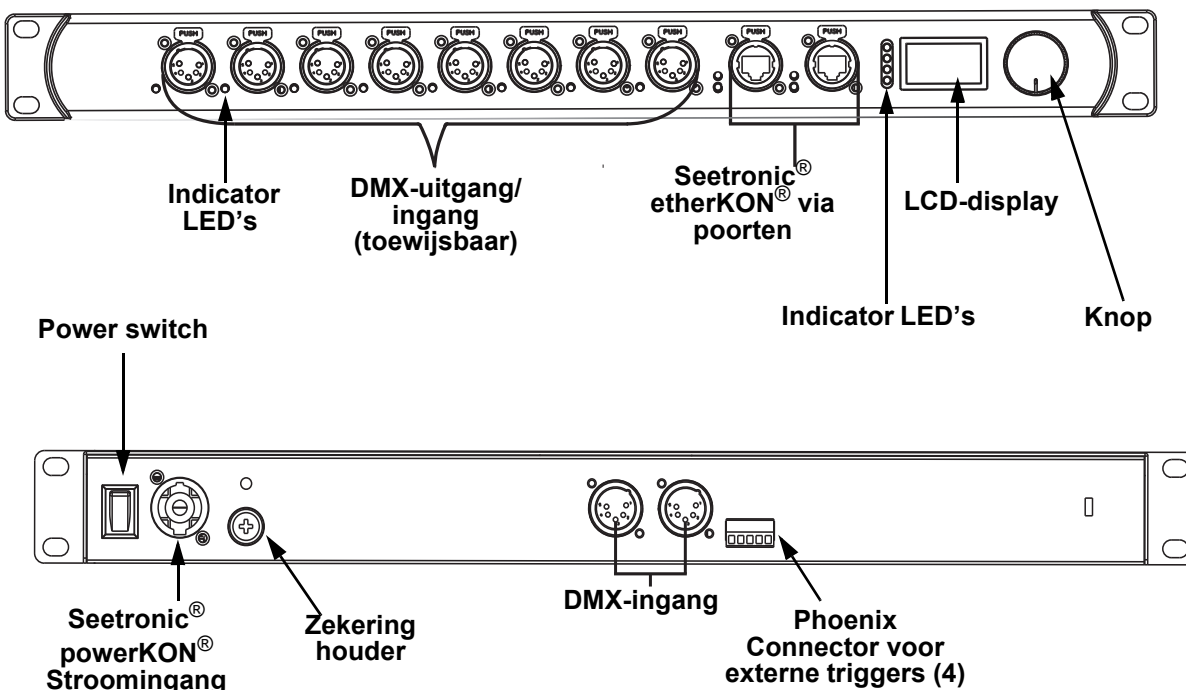 PUSH PUSH PUSH PUSH PUSH PUSH PUSH PUSH PUSH PUSH
Indicator
LED’s
DMX-uitgang/
ingang
(toewijsbaar)
Seetronic®
etherKON® via
poorten
LCD-display
Indicator LED’s
Knop
Power switch
Seetronic®
powerKON®
Stroomingang
Zekering
houder
DMX-ingang
Phoenix
Connector voor
externe triggers (4)